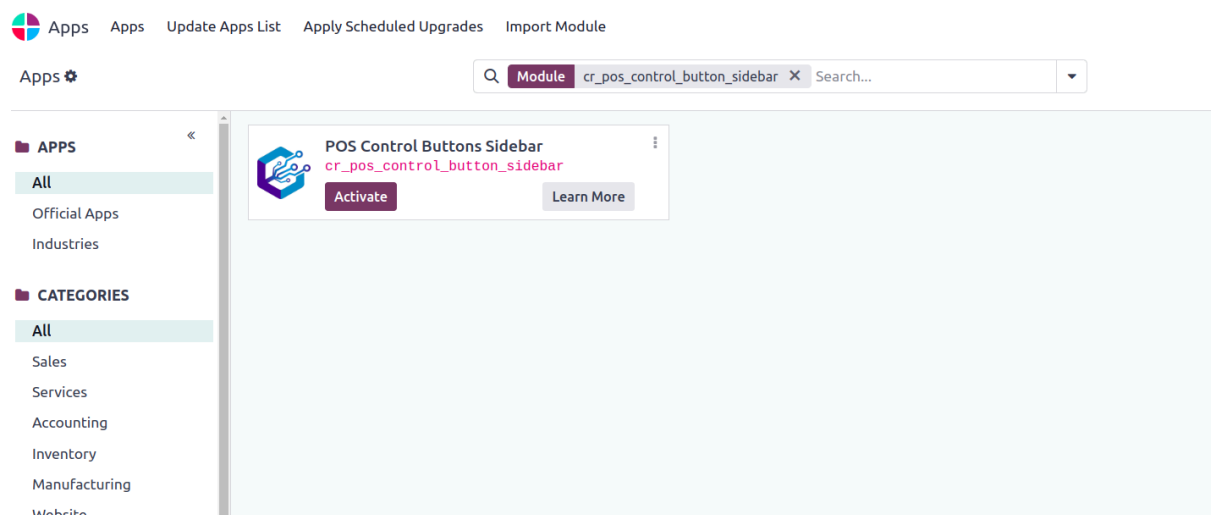 Apps Apps Update Apps List Apply Scheduled Upgrades Import Module
Apps Module cr_pos_control_button_sidebar Search...
APPS
All
Official Apps
Industries
CATEGORIES
All
Sales
Services
Accounting
Inventory
Manufacturing
Website
POS Control Buttons Sidebar
cr_pos_control_button_sidebar
Activate Learn More